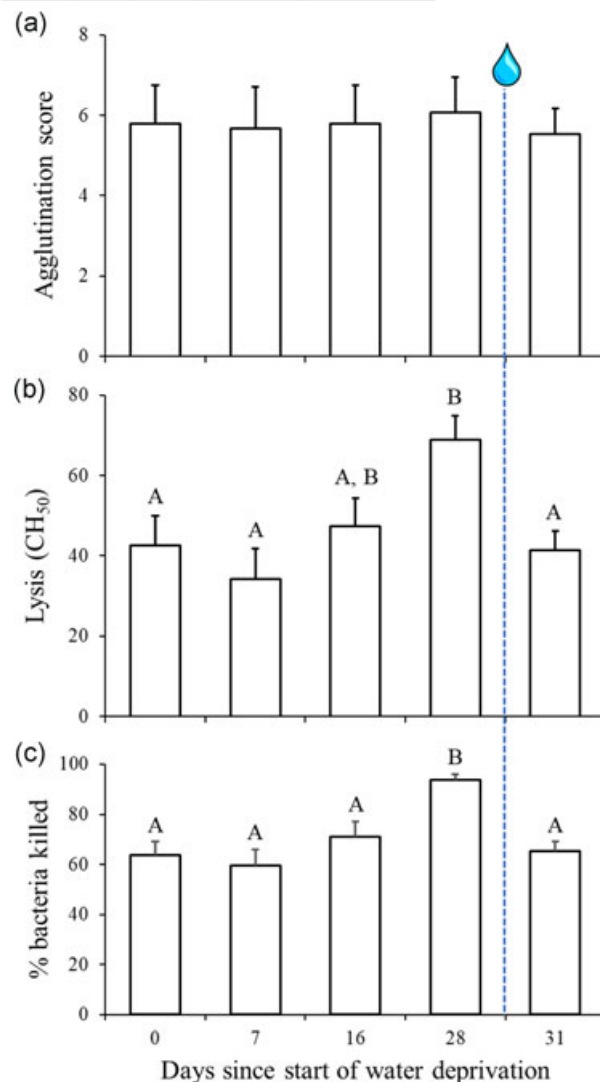 (a)
Agglutination score
8
6
4
2
0
(b)
Lysis (CH₅₀)
80
60
40
20
0
A
A
A, B
B
A
(c)
% bacteria killed
100
80
60
40
20
0
A
A
A
B
A
0 7 16 28 31
Days since start of water deprivation